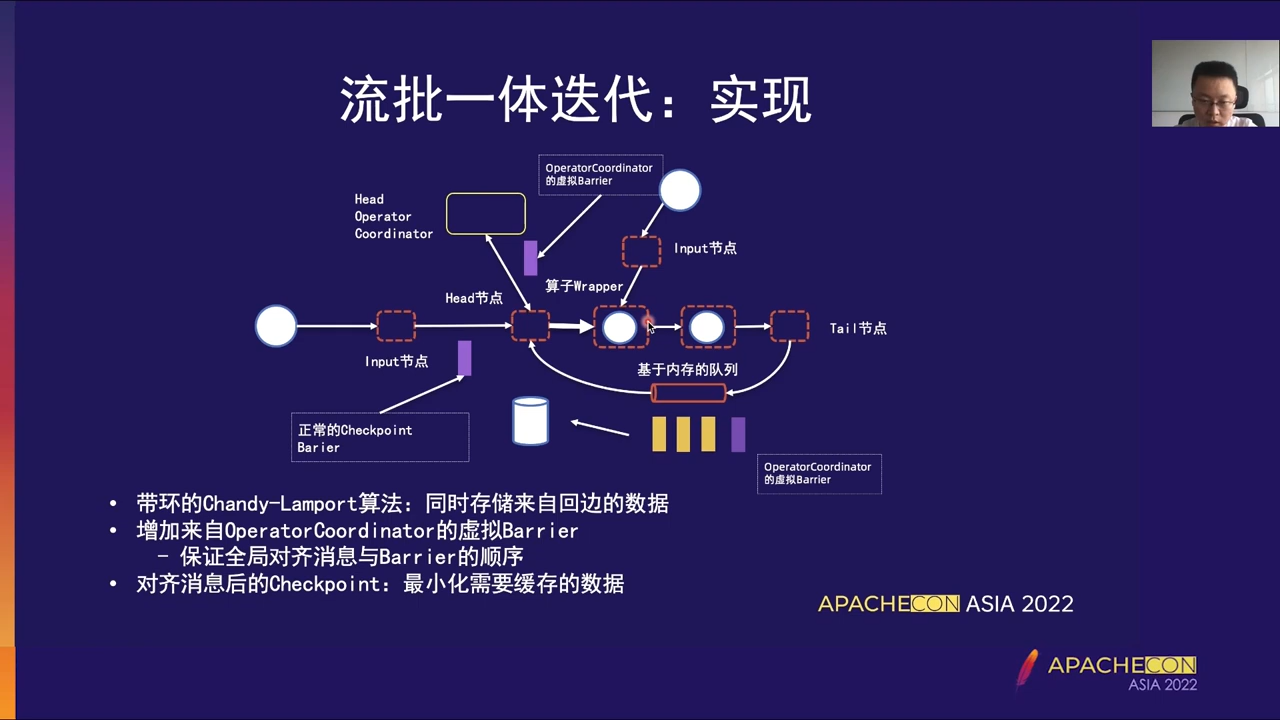 流批一体迭代：实现
OperatorCoordinator
的虚拟Barrier
Head
Operator
Coordinator
Input节点
算子Wrapper
Head节点
Tail节点
Input节点
基于内存的队列
正常的Checkpoint
Barier
OperatorCoordinator
的虚拟Barrier
• 带环的Chandy-Lamport算法：同时存储来自回边的数据
• 增加来自OperatorCoordinator的虚拟Barrier
– 保证全局对齐消息与Barrier的顺序
• 对齐消息后的Checkpoint：最小化需要缓存的数据
APACHECON ASIA 2022
APACHECON
ASIA 2022